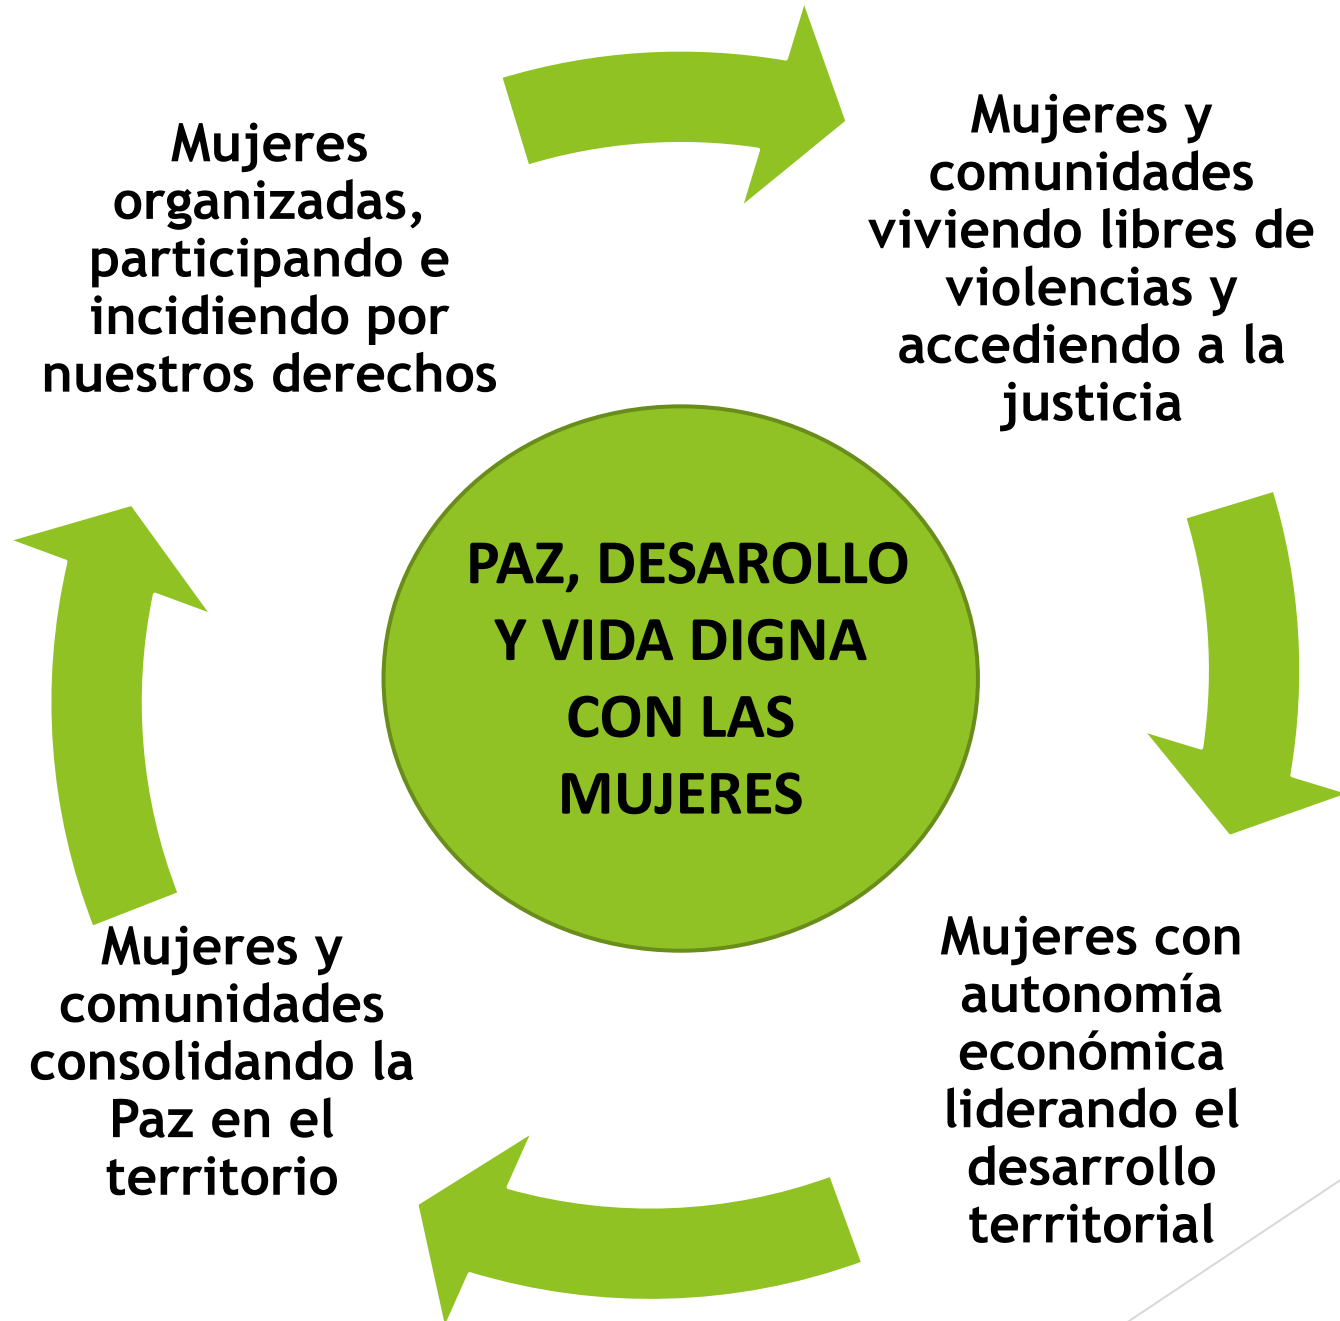 Mujeres
organizadas,
participando e
incidiendo por
nuestros derechos
Mujeres y
comunidades
viviendo libres de
violencias y
accediendo a la
justicia
PAZ, DESAROLLO
Y VIDA DIGNA
CON LAS
MUJERES
Mujeres con
autonomía
económica
liderando el
desarrollo
territorial
Mujeres y
comunidades
consolidando la
Paz en el
territorio